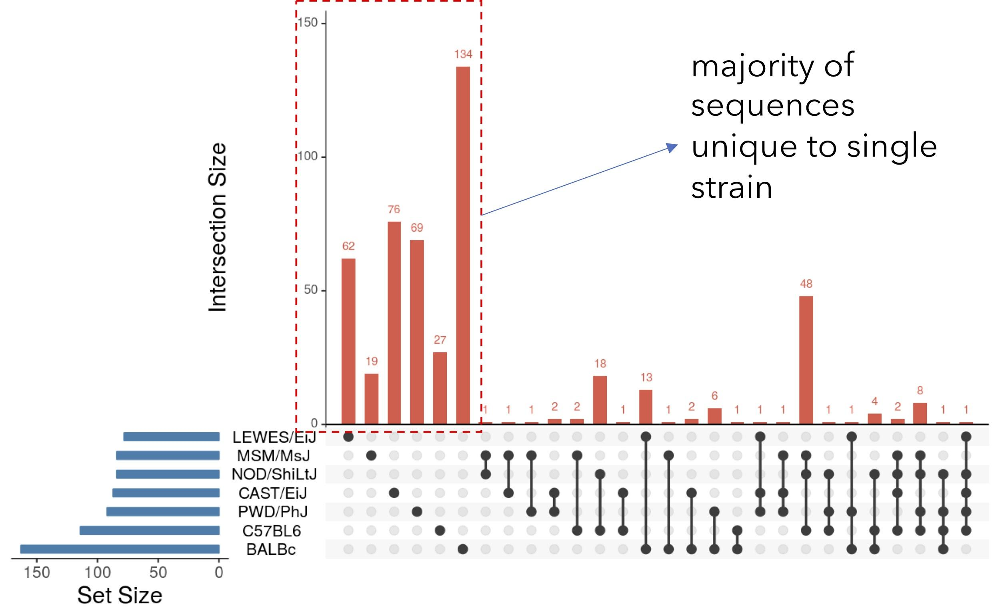 150
134
majority of
sequences
unique to single
strain
100
Intersection Size
76
69
62
50
48
27
19
18
13
8
6
4
1 1 1 2 2 1 1 2 1 1 1 1 1 2 1 1
0
LEWES/EiJ
MSM/MsJ
NOD/ShiLtJ
CAST/EiJ
PWD/PhJ
C57BL6
BALBc
150 100 50 0
Set Size